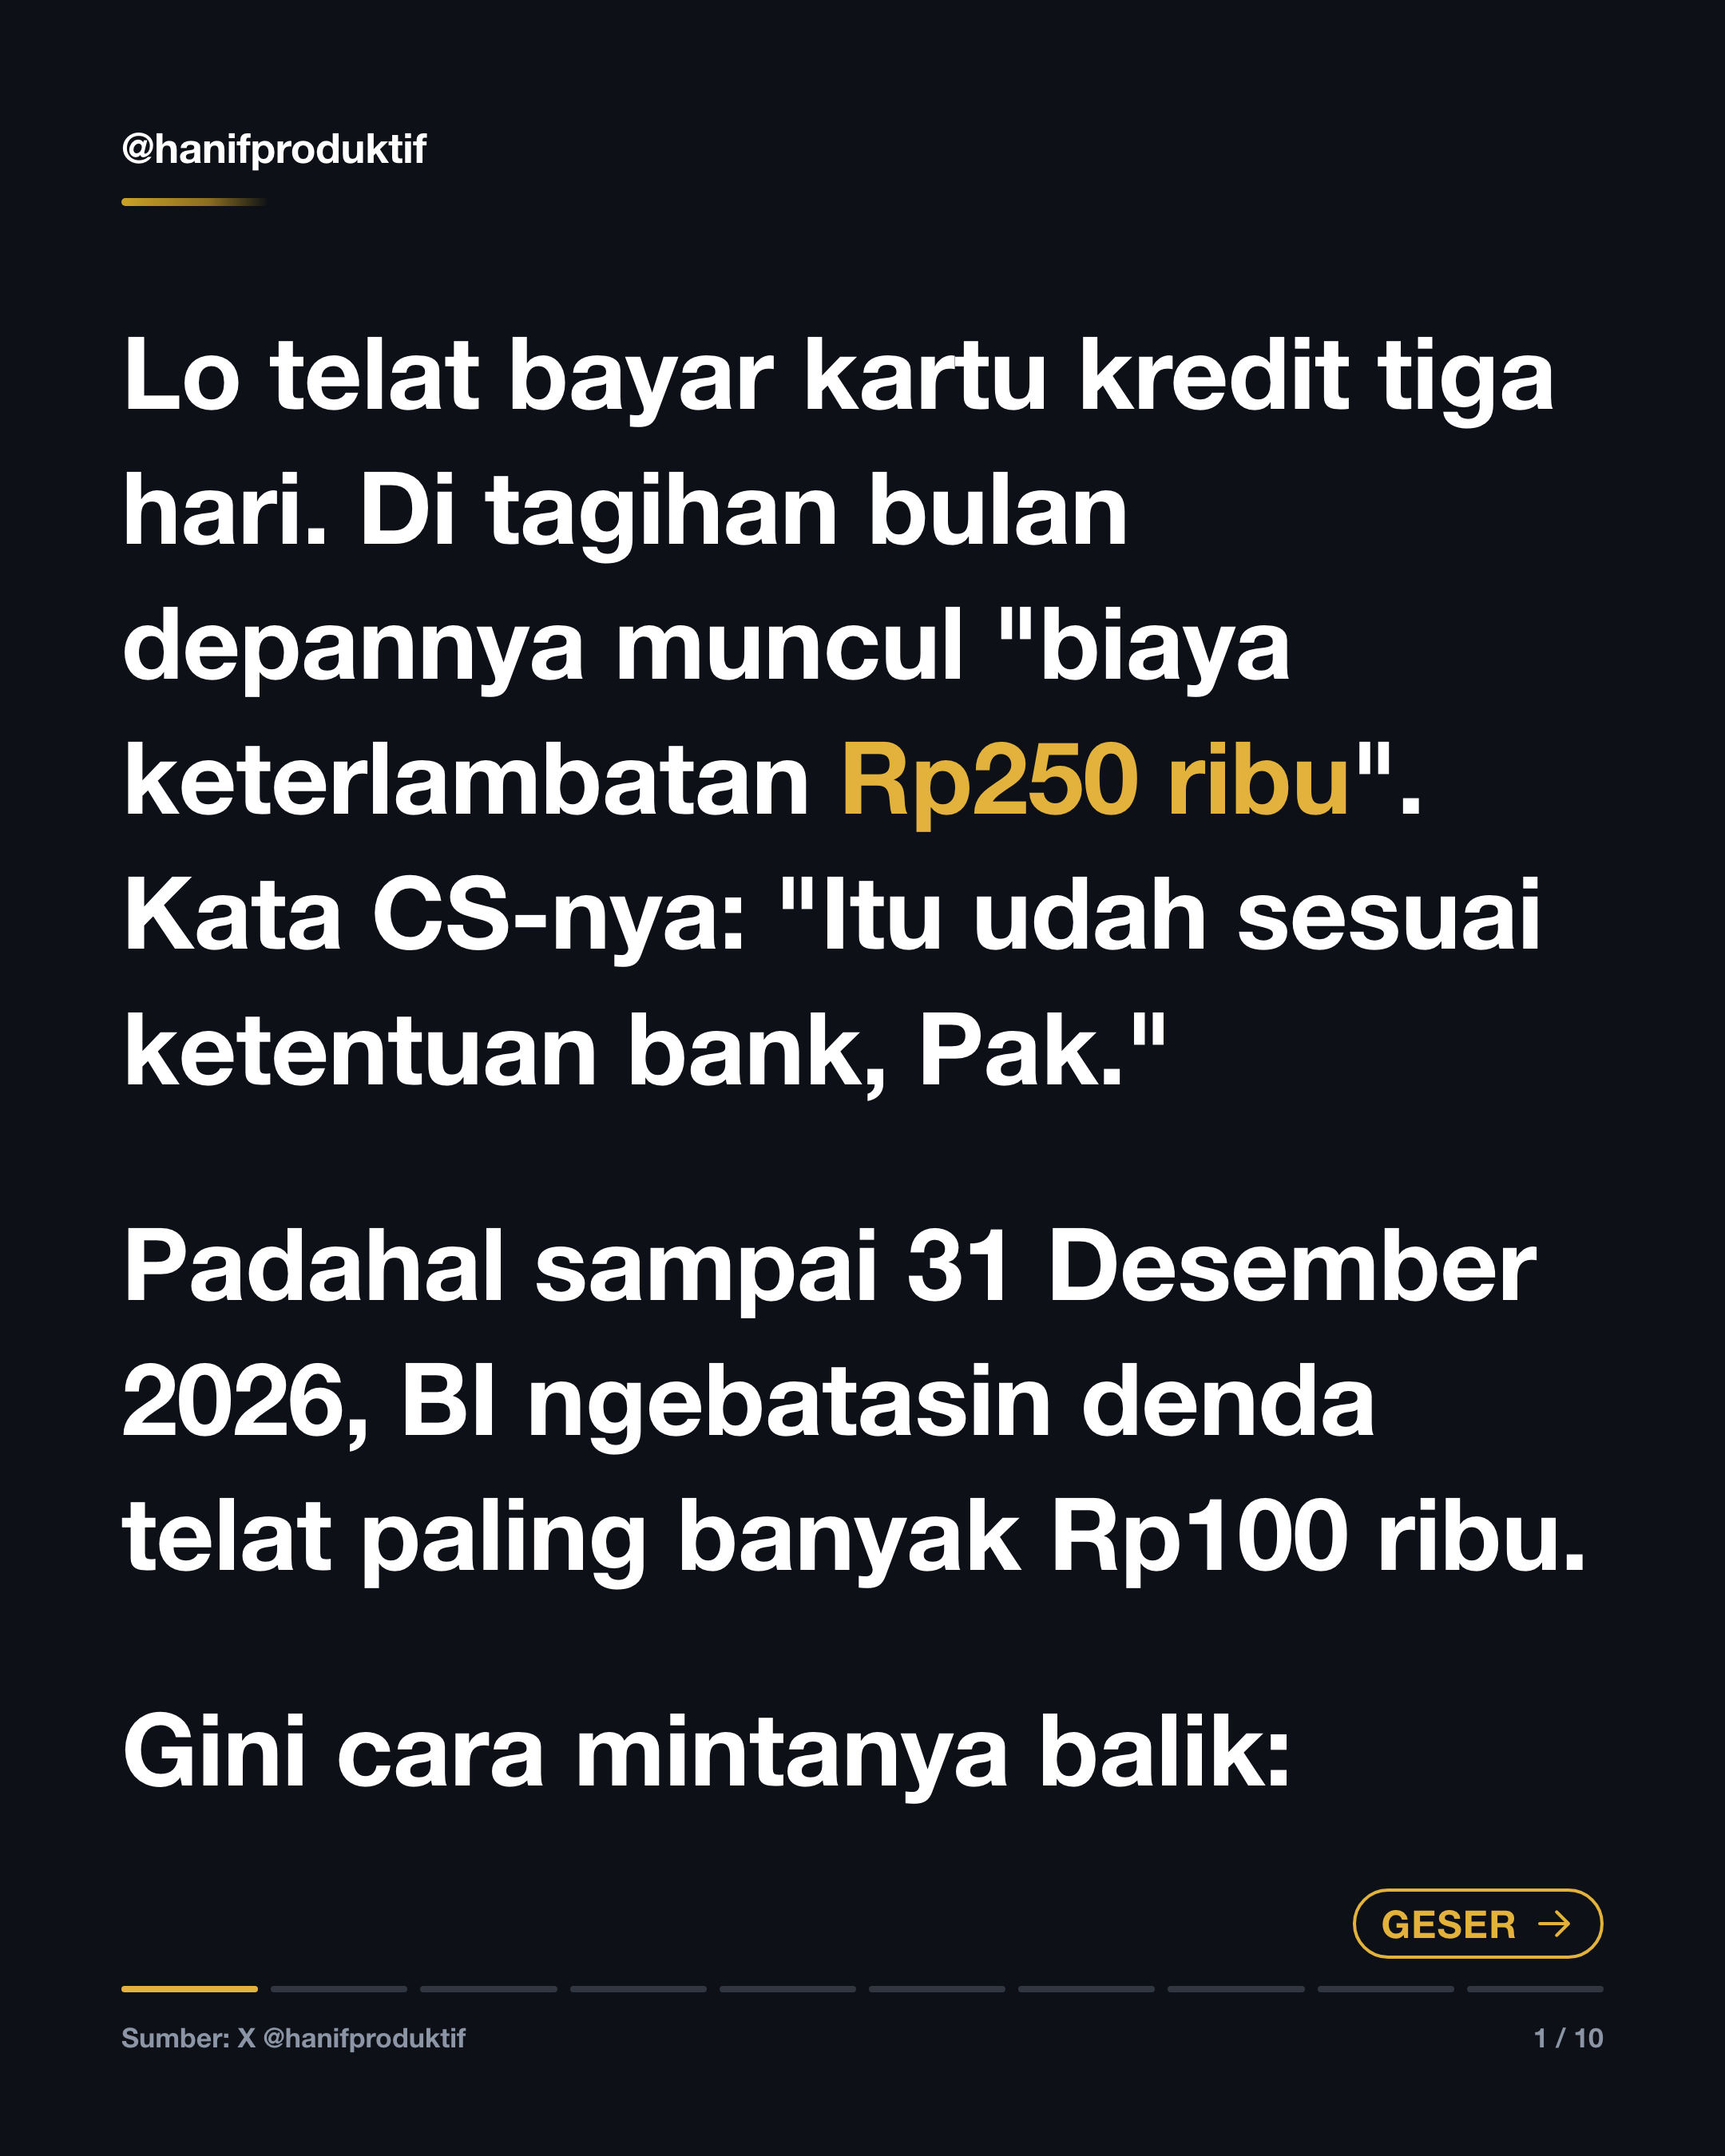 @hanifproduktif
Lo telat bayar kartu kredit tiga
hari. Di tagihan bulan
depannya muncul "biaya
keterlambatan Rp250 ribu".
Kata CS-nya: "Itu udah sesuai
ketentuan bank, Pak."
Padahal sampai 31 Desember
2026, BI ngebatasin denda
telat paling banyak Rp100 ribu.
Gini cara mintanya balik:
GESER →
Sumber: X @hanifproduktif
1 / 10